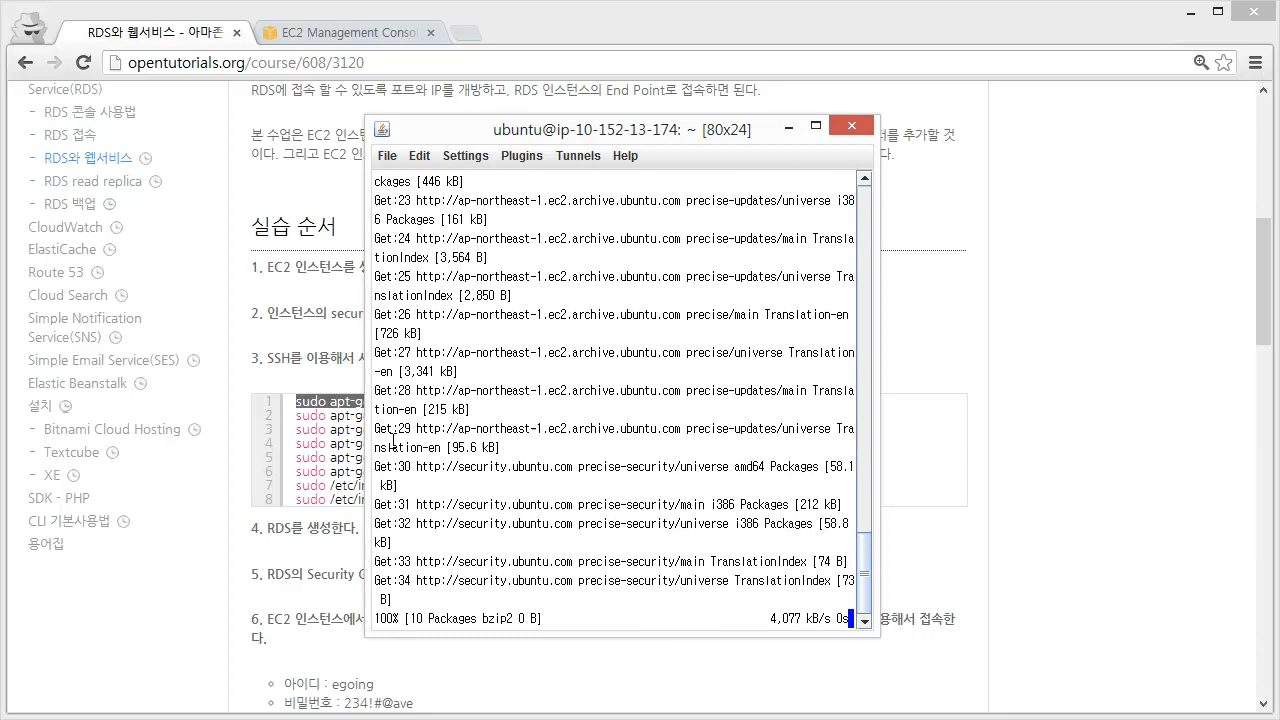 RDS와 웹서비스 - 아마존
EC2 Management Conso
opentutorials.org/course/608/3120
Service(RDS)
- RDS 콘솔 사용법
- RDS 접속
- RDS와 웹서비스
- RDS read replica
- RDS 백업
CloudWatch
ElastiCache
Route 53
Cloud Search
Simple Notification
Service(SNS)
Simple Email Service(SES)
Elastic Beanstalk
설치
- Bitnami Cloud Hosting
- Textcube
- XE
SDK - PHP
CLI 기본사용법
용어집
RDS에 접속 할 수 있도록 포트와 IP를 개방하고, RDS 인스턴스의 End Point로 접속하면 된다.
본 수업은 EC2 인스턴 를 추가할 것
이다. 그리고 EC2 인 다.
실습 순서
1. EC2 인스턴스를
2. 인스턴스의 secur
3. SSH를 이용해서
1 sudo apt-g
2 sudo apt-g
3 sudo apt-g
4 sudo apt-g
5 sudo apt-g
6 sudo apt-g
7 sudo /etc/in
8 sudo /etc/in
4. RDS를 생성한다.
5. RDS의 Security G
6. EC2 인스턴스에서 용해서 접속한
다.
아이디 : egoing
비밀번호 : 234!#@ave
ubuntu@ip-10-152-13-174: ~ [80x24]
File Edit Settings Plugins Tunnels Help
ckages [446 kB]
Get:23 http://ap-northeast-1.ec2.archive.ubuntu.com precise-updates/universe i38
6 Packages [161 kB]
Get:24 http://ap-northeast-1.ec2.archive.ubuntu.com precise-updates/main Transla
tionIndex [3,564 B]
Get:25 http://ap-northeast-1.ec2.archive.ubuntu.com precise-updates/universe Tra
nslationIndex [2,850 B]
Get:26 http://ap-northeast-1.ec2.archive.ubuntu.com precise/main Translation-en
[726 kB]
Get:27 http://ap-northeast-1.ec2.archive.ubuntu.com precise/universe Translation
-en [3,341 kB]
Get:28 http://ap-northeast-1.ec2.archive.ubuntu.com precise-updates/main Transla
tion-en [215 kB]
Get:29 http://ap-northeast-1.ec2.archive.ubuntu.com precise-updates/universe Tra
nslation-en [95.6 kB]
Get:30 http://security.ubuntu.com precise-security/universe amd64 Packages [58.1
kB]
Get:31 http://security.ubuntu.com precise-security/main i386 Packages [212 kB]
Get:32 http://security.ubuntu.com precise-security/universe i386 Packages [58.8
kB]
Get:33 http://security.ubuntu.com precise-security/main TranslationIndex [74 B]
Get:34 http://security.ubuntu.com precise-security/universe TranslationIndex [73
B]
100% [10 Packages bzip2 0 B] 4,077 kB/s 0s